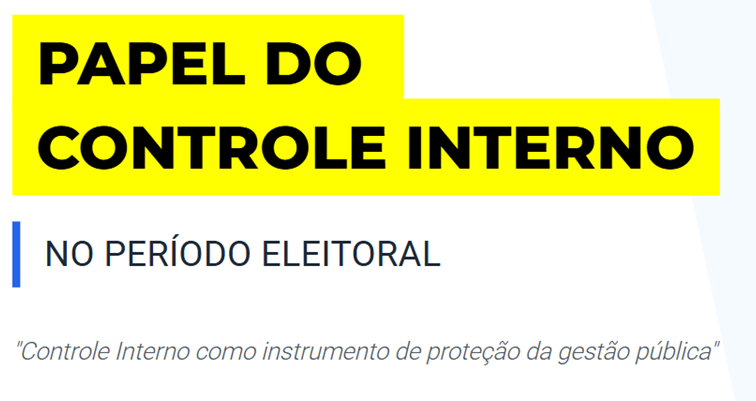 PAPEL DO
CONTROLE INTERNO
NO PERÍODO ELEITORAL
"Controle Interno como instrumento de proteção da gestão pública"